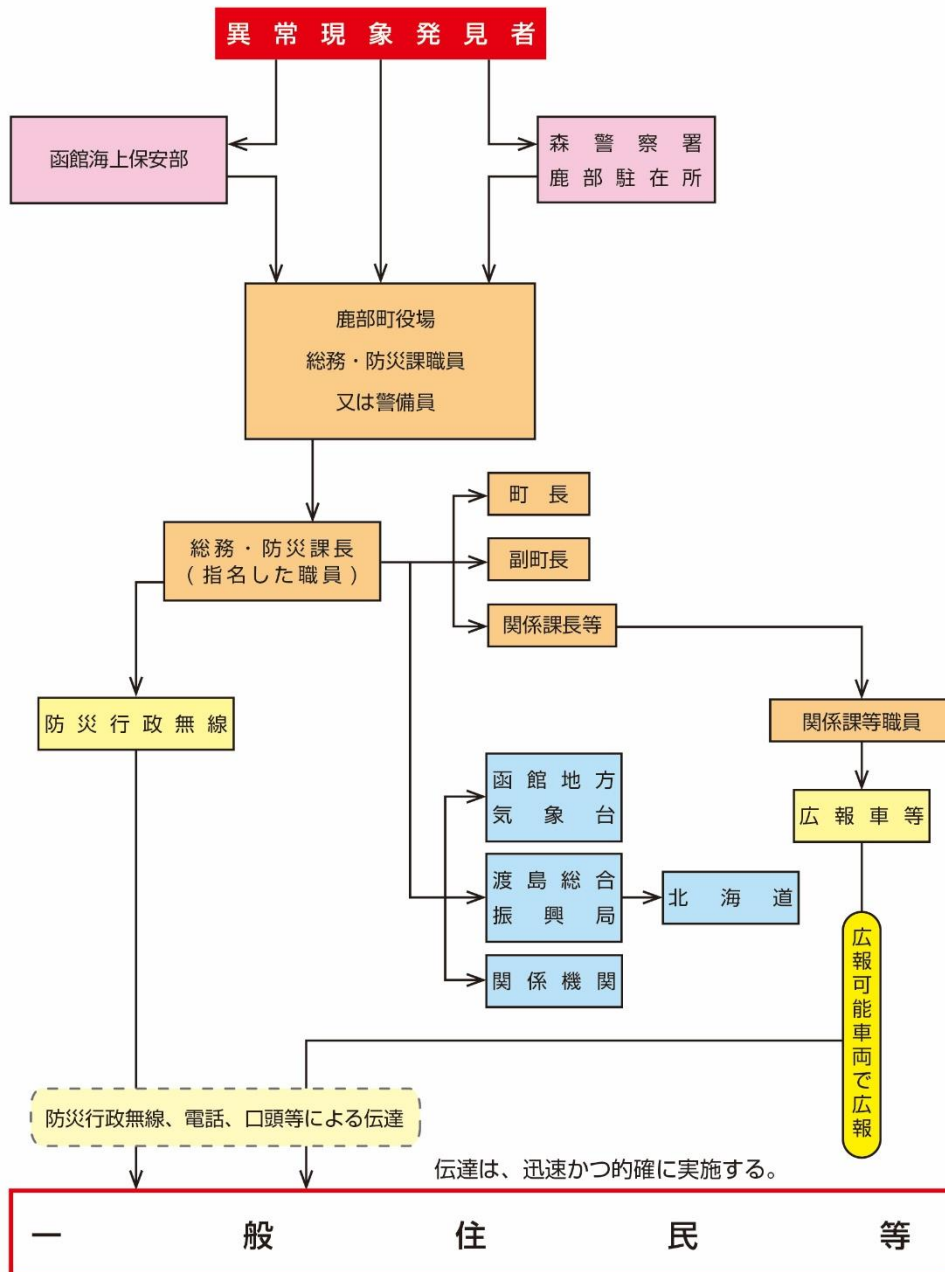 異常現象発見者
函館海上保安部
森警察署
鹿部駐在所
鹿部町役場
総務・防災課職員
又は警備員
総務・防災課長
(指名した職員)
町長
副町長
関係課長等
防災行政無線
関係課等職員
函館地方
気象台
広報車等
渡島総合
振興局
北海道
関係機関
広報可能車両で広報
防災行政無線、電話、口頭等による伝達
伝達は、迅速かつ的確に実施する。
一般住民等